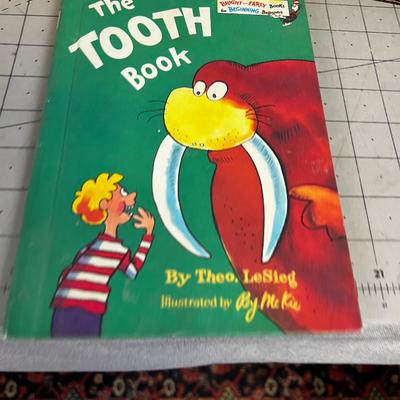 The
TOOTH
Book
BRIGHT and EARLY Books
for BEGINNING Beginners
By Theo. LeSieg
Illustrated by Roy McKie
21